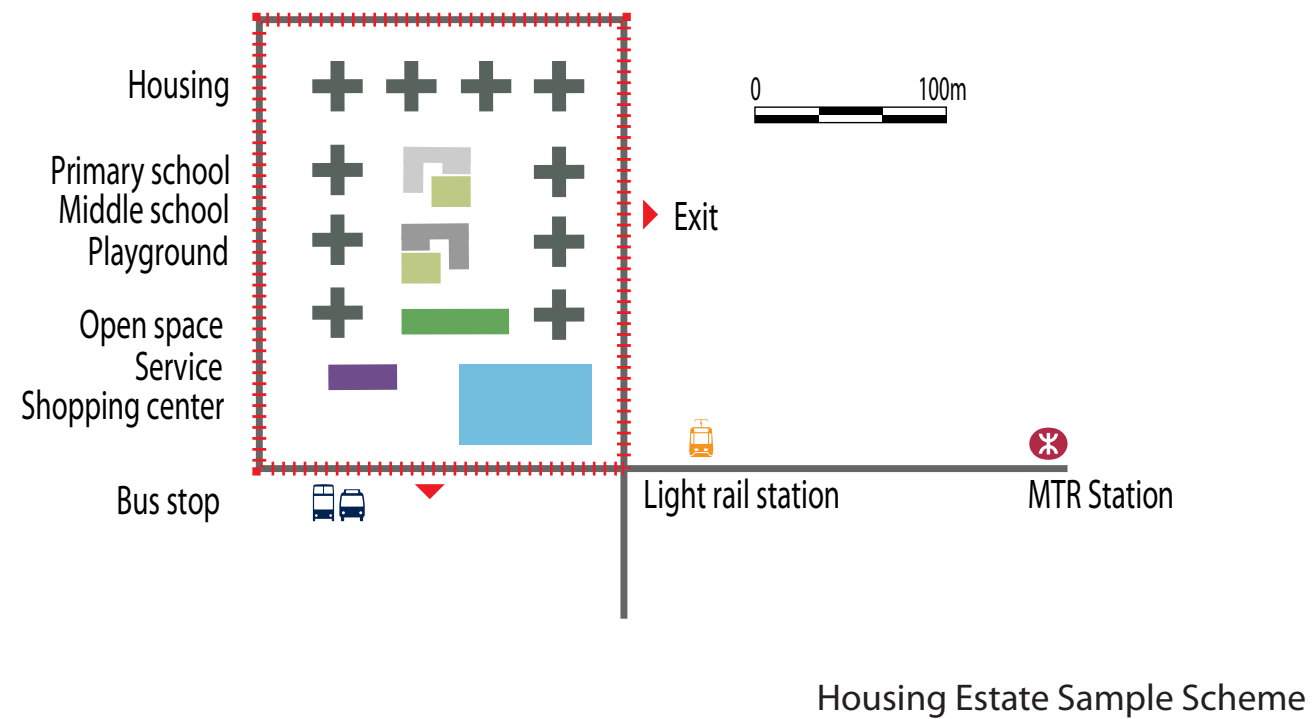 Housing
0
100m
Primary school
Middle school
Playground
Exit
Open space
Service
Shopping center
Bus stop
Light rail station
MTR Station
Housing Estate Sample Scheme